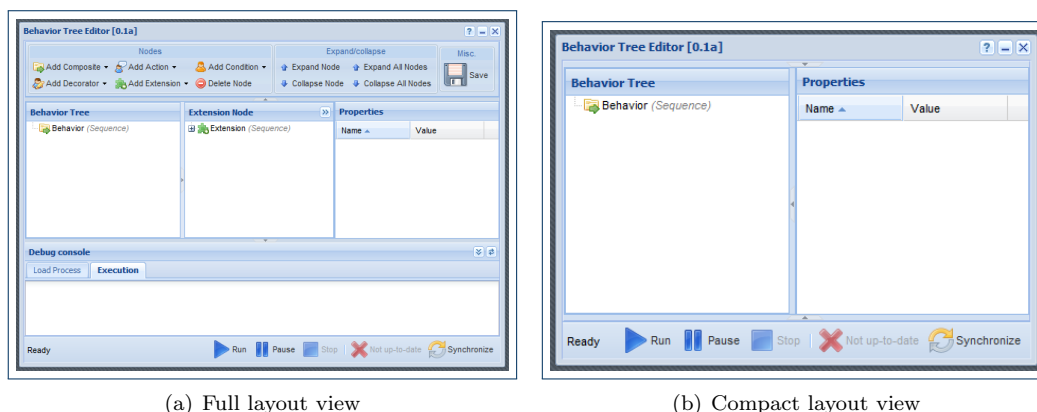 Behavior Tree Editor [0.1a]
Nodes
Expand/collapse
Misc.
Add Composite Add Action Add Condition Expand Node Expand All Nodes Save
Add Decorator Add Extension Delete Node Collapse Node Collapse All Nodes
Behavior Tree Extension Node Properties
Behavior (Sequence) Extension (Sequence) Name Value
Debug console
Load Process Execution
Ready Run Pause Stop Not up-to-date Synchronize
(a) Full layout view
Behavior Tree Editor [0.1a]
Behavior Tree Properties
Behavior (Sequence) Name Value
Ready Run Pause Stop Not up-to-date Synchronize
(b) Compact layout view